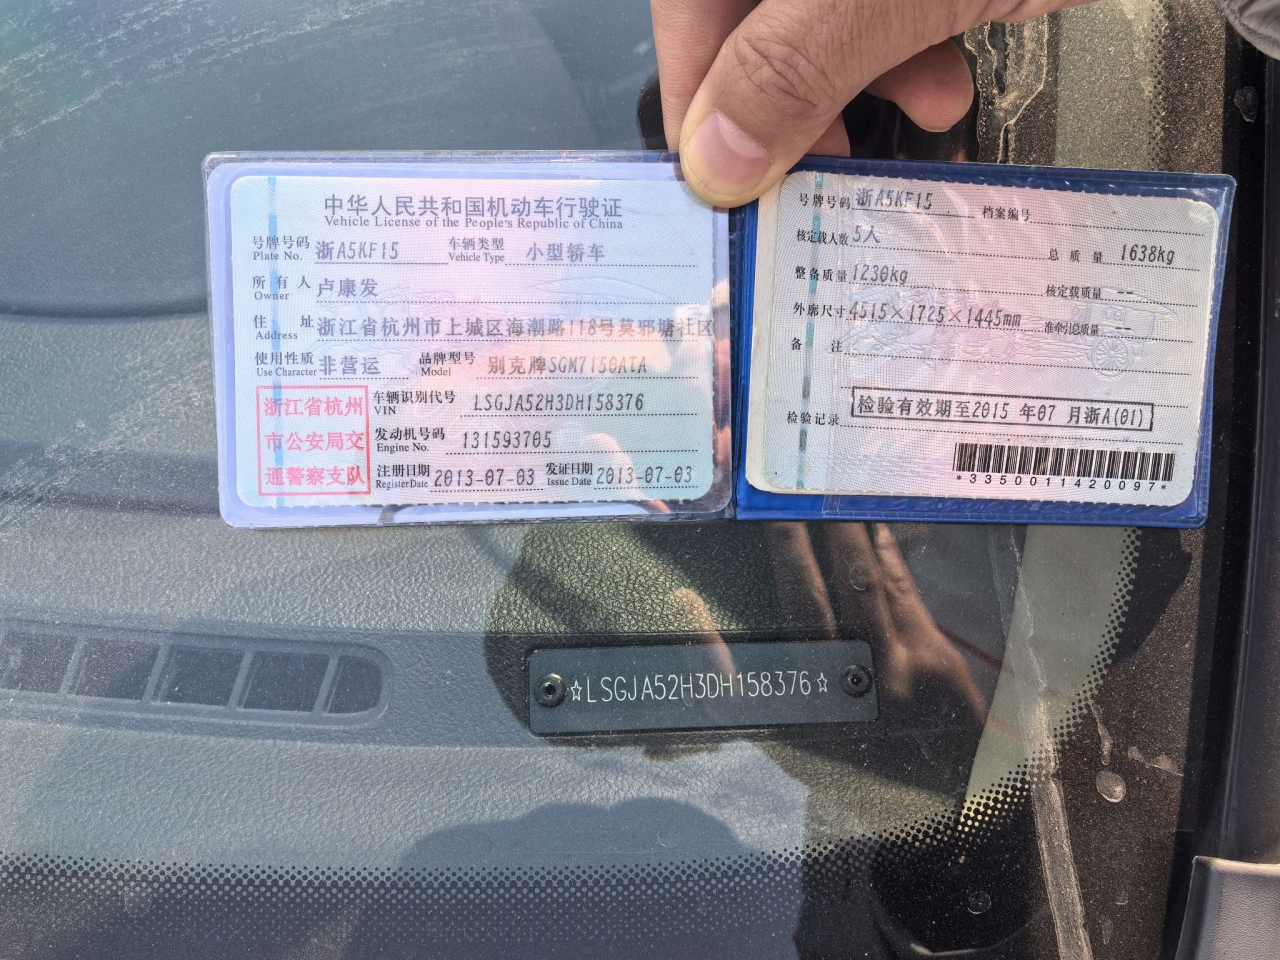 中华人民共和国机动车行驶证
Vehicle License of the People's Republic of China
号牌号码 浙A5KF15 车辆类型 小型轿车
Plate No. Vehicle Type
所有人 卢康发
Owner
住址 浙江省杭州市上城区海潮路118号莫邪塘社区
Address
使用性质 非营运 品牌型号 别克牌SGM7150ATA
Use Character Model
浙江省杭州
市公安局交
通警察支队
车辆识别代号 LSGJA52H3DH158376
VIN
发动机号码 131593705
Engine No.
注册日期 2013-07-03 发证日期 2013-07-03
Register Date Issue Date
号牌号码 浙A5KF15 档案编号
核定载人数 5人 总质量 1638kg
整备质量 1230kg 核定载质量 --
外廓尺寸 4515×1725×1445mm 准牵引总质量 --
备注
检验记录 检验有效期至2015 年07 月浙A(01)
*3350011420097*
☆LSGJA52H3DH158376☆